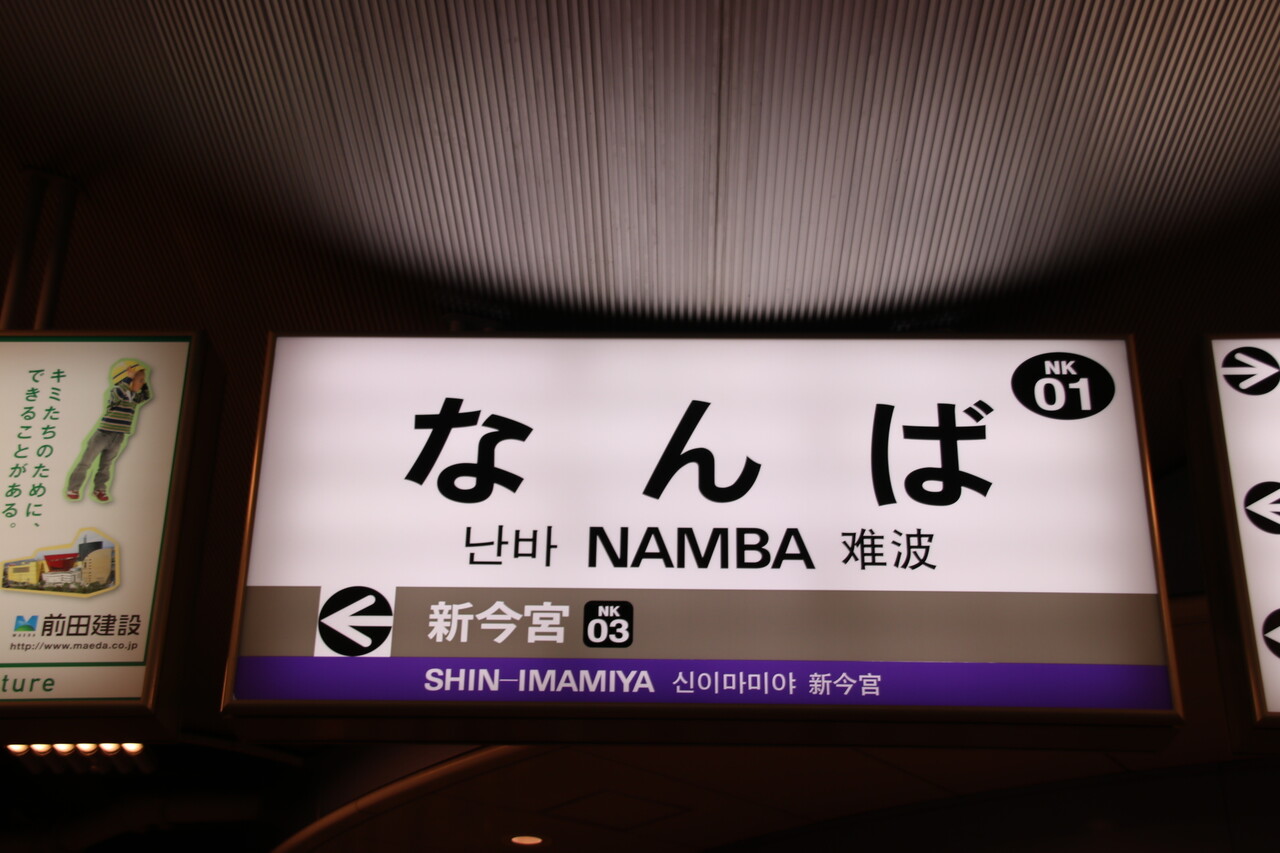 キミたちのために、
できることがある。
MAEDA 前田建設
http://www.maeda.co.jp
ture
NK
01
なんば
난바 NAMBA 难波
新今宮 NK 03
SHIN-IMAMIYA 신이마미야 新今宫